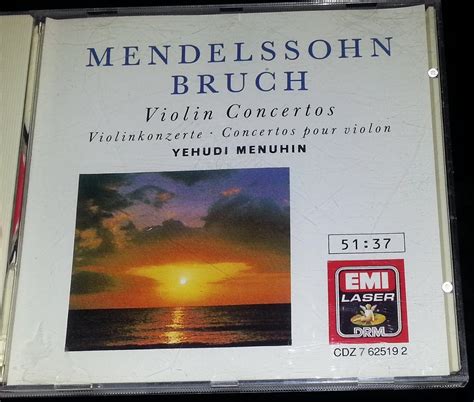 MENDELSSOHN
BRUCH
Violin Concertos
Violinkonzerte · Concertos pour violon
YEHUDI MENUHIN
51:37
EMI
LASER
DRM
CDZ 7 62519 2